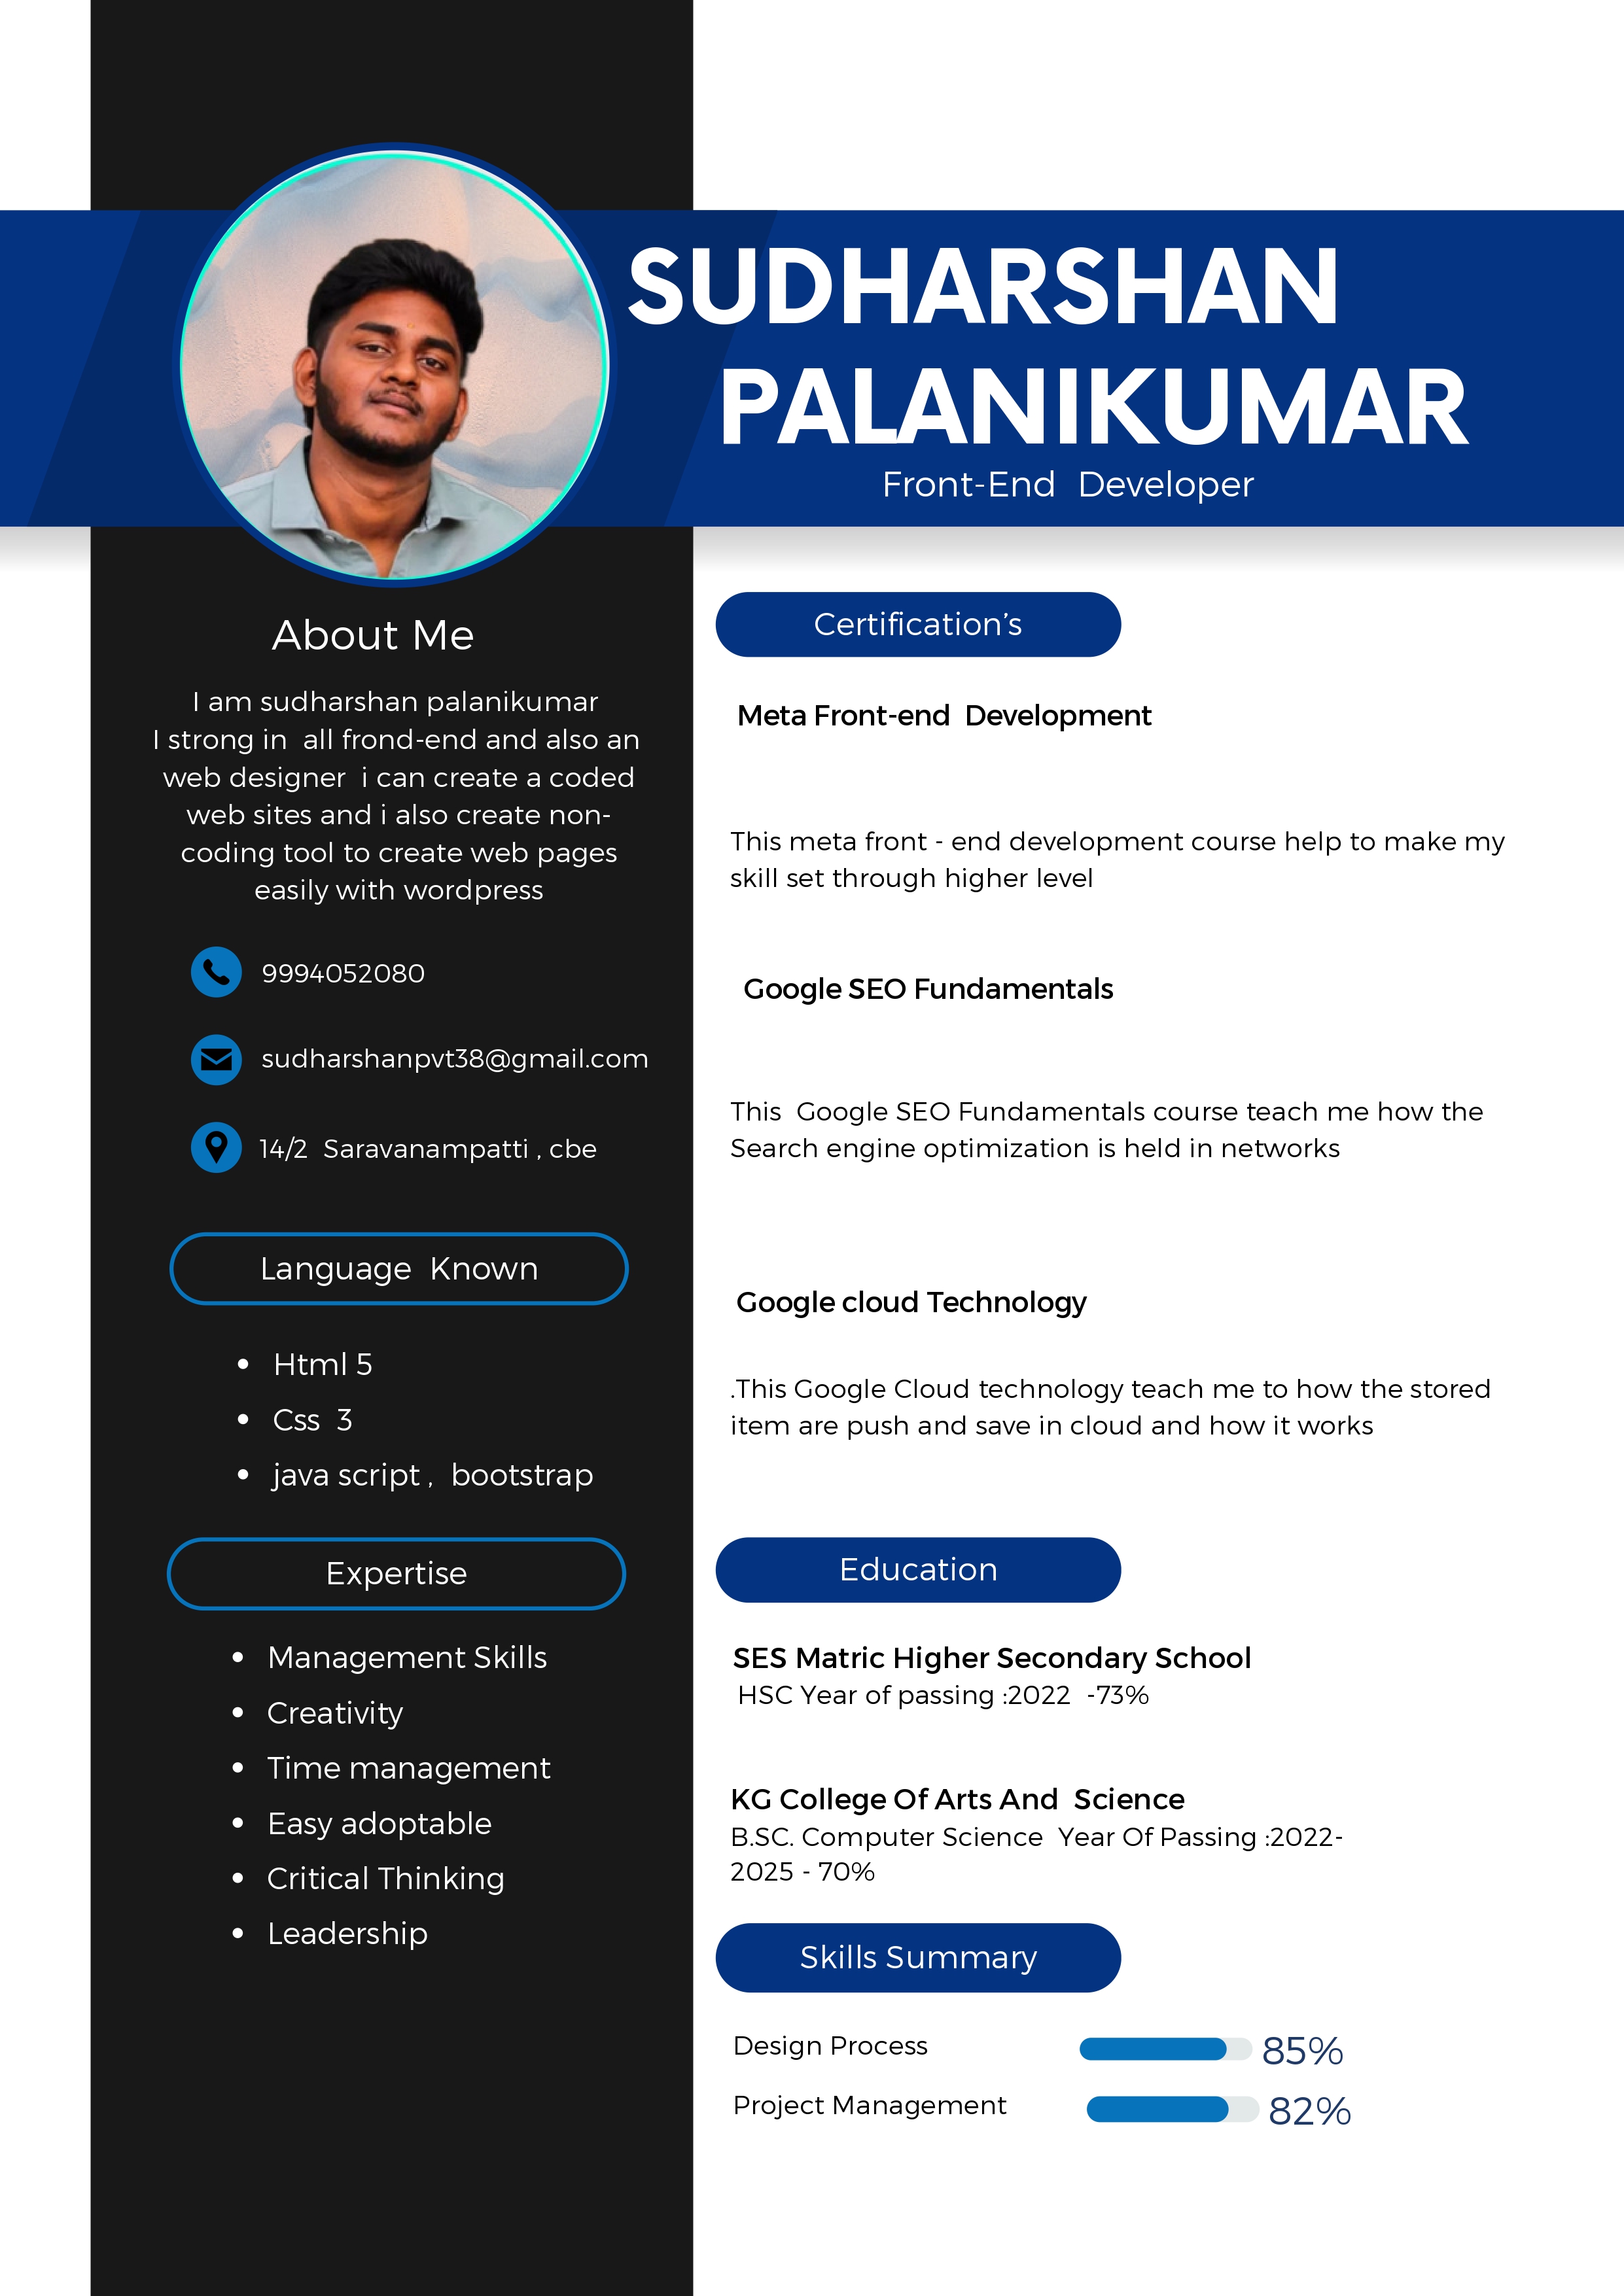 SUDHARSHAN
PALANIKUMAR
Front-End Developer
About Me
I am sudharshan palanikumar
I strong in all frond-end and also an
web designer i can create a coded
web sites and i also create non-
coding tool to create web pages
easily with wordpress
9994052080
sudharshanpvt38@gmail.com
14/2 Saravanampatti , cbe
Language Known
Html 5
Css 3
java script , bootstrap
Expertise
Management Skills
Creativity
Time management
Easy adoptable
Critical Thinking
Leadership
Certification’s
Meta Front-end Development
This meta front - end development course help to make my
skill set through higher level
Google SEO Fundamentals
This Google SEO Fundamentals course teach me how the
Search engine optimization is held in networks
Google cloud Technology
.This Google Cloud technology teach me to how the stored
item are push and save in cloud and how it works
Education
SES Matric Higher Secondary School
HSC Year of passing :2022 -73%
KG College Of Arts And Science
B.SC. Computer Science Year Of Passing :2022-
2025 - 70%
Skills Summary
Design Process 85%
Project Management 82%